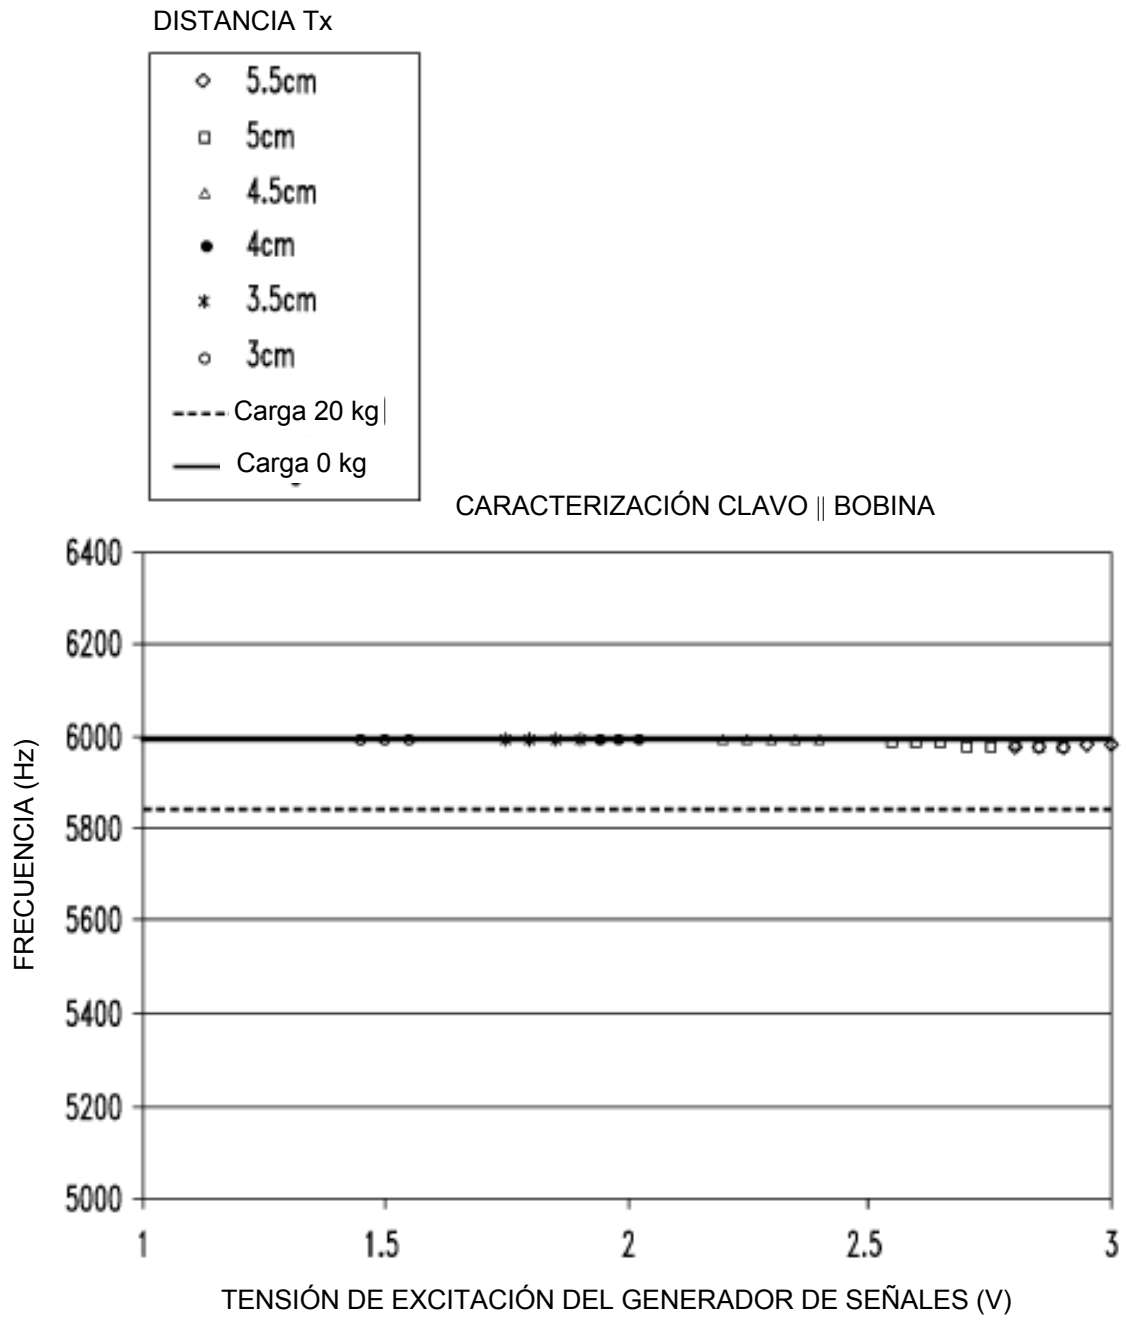 DISTANCIA Tx
5.5cm
5cm
4.5cm
4cm
3.5cm
3cm
Carga 20 kg
Carga 0 kg
CARACTERIZACIÓN CLAVO || BOBINA
6400
6200
6000
5800
5600
5400
5200
5000
FRECUENCIA (Hz)
1 1.5 2 2.5 3
TENSIÓN DE EXCITACIÓN DEL GENERADOR DE SEÑALES (V)